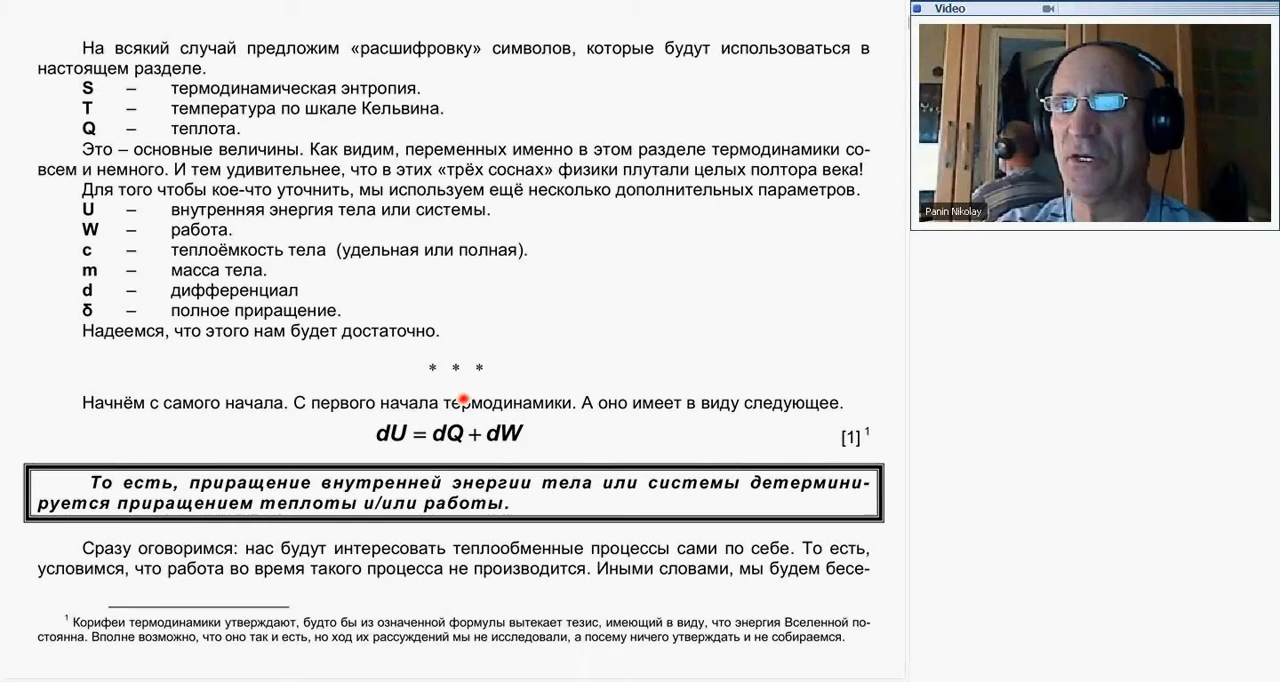 Video
На всякий случай предложим «расшифровку» символов, которые будут использоваться в
настоящем разделе.
S – термодинамическая энтропия.
T – температура по шкале Кельвина.
Q – теплота.
Это – основные величины. Как видим, переменных именно в этом разделе термодинамики со-
всем и немного. И тем удивительнее, что в этих «трёх соснах» физики плутали целых полтора века!
Для того чтобы кое-что уточнить, мы используем ещё несколько дополнительных параметров.
U – внутренняя энергия тела или системы.
W – работа.
c – теплоёмкость тела (удельная или полная).
m – масса тела.
d – дифференциал
δ – полное приращение.
Надеемся, что этого нам будет достаточно.
* * *
Начнём с самого начала. С первого начала термодинамики. А оно имеет в виду следующее.
dU = dQ + dW [1] 1
То есть, приращение внутренней энергии тела или системы детермини-
руется приращением теплоты и/или работы.
Сразу оговоримся: нас будут интересовать теплообменные процессы сами по себе. То есть,
условимся, что работа во время такого процесса не производится. Иными словами, мы будем бесе-
1 Корифеи термодинамики утверждают, будто бы из означенной формулы вытекает тезис, имеющий в виду, что энергия Вселенной по-
стоянна. Вполне возможно, что оно так и есть, но ход их рассуждений мы не исследовали, а посему ничего утверждать и не собираемся.
Panin Nikolay